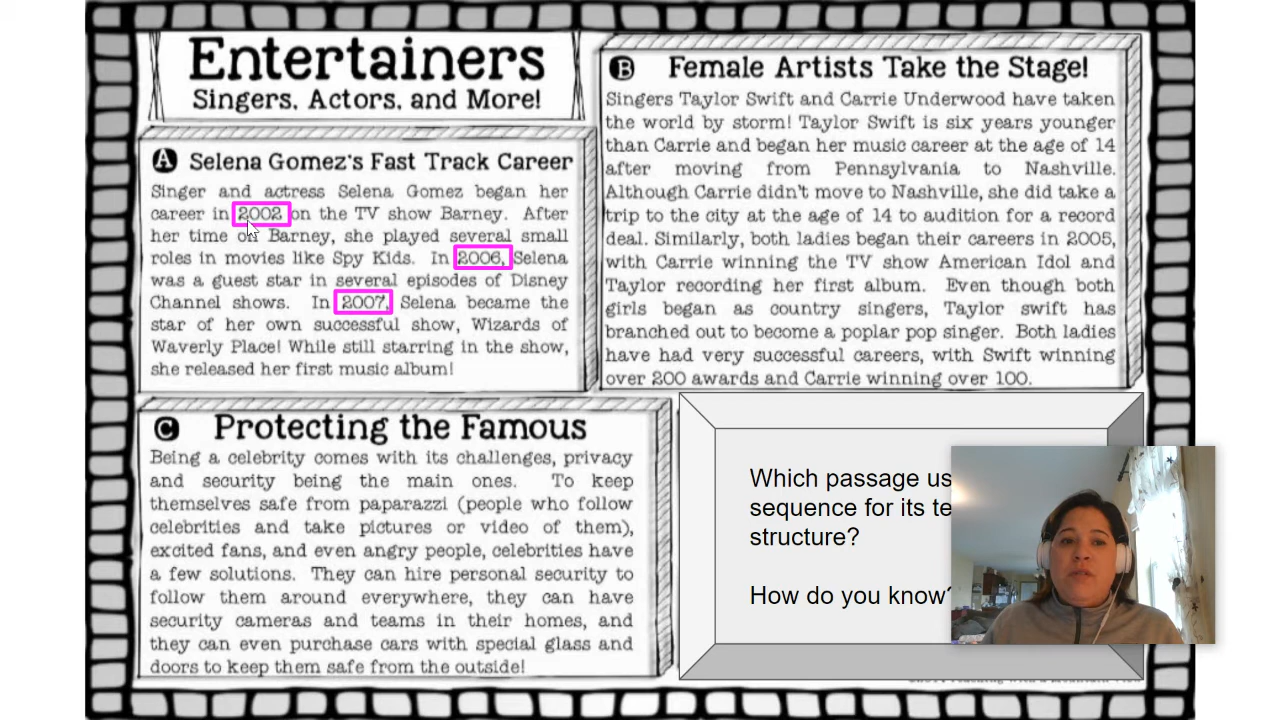 Entertainers
Singers, Actors, and More!
A Selena Gomez's Fast Track Career
Singer and actress Selena Gomez began her
career in 2002 on the TV show Barney. After
her time on Barney, she played several small
roles in movies like Spy Kids. In 2006, Selena
was a guest star in several episodes of Disney
Channel shows. In 2007, Selena became the
star of her own successful show, Wizards of
Waverly Place! While still starring in the show,
she released her first music album!
B Female Artists Take the Stage!
Singers Taylor Swift and Carrie Underwood have taken
the world by storm! Taylor Swift is six years younger
than Carrie and began her music career at the age of 14
after moving from Pennsylvania to Nashville.
Although Carrie didn't move to Nashville, she did take a
trip to the city at the age of 14 to audition for a record
deal. Similarly, both ladies began their careers in 2005,
with Carrie winning the TV show American Idol and
Taylor recording her first album. Even though both
girls began as country singers, Taylor swift has
branched out to become a poplar pop singer. Both ladies
have had very successful careers, with Swift winning
over 200 awards and Carrie winning over 100.
C Protecting the Famous
Being a celebrity comes with its challenges, privacy
and security being the main ones. To keep
themselves safe from paparazzi (people who follow
celebrities and take pictures or video of them),
excited fans, and even angry people, celebrities have
a few solutions. They can hire personal security to
follow them around everywhere, they can have
security cameras and teams in their homes, and
they can even purchase cars with special glass and
doors to keep them safe from the outside!
Which passage us
sequence for its te
structure?
How do you know?